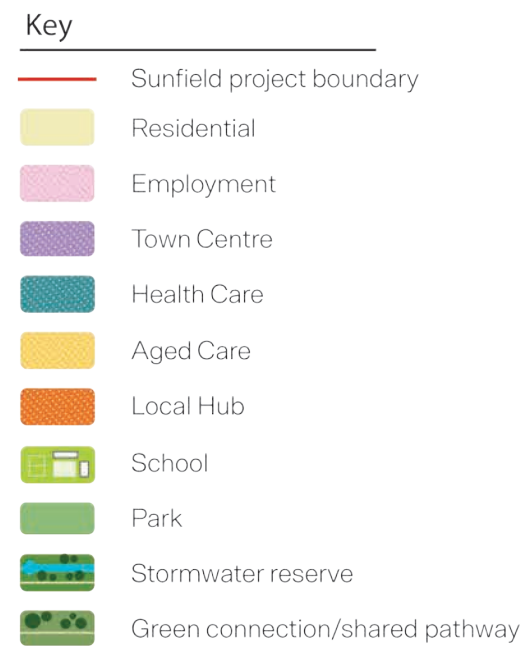 Key
Sunfield project boundary
Residential
Employment
Town Centre
Health Care
Aged Care
Local Hub
School
Park
Stormwater reserve
Green connection/shared pathway